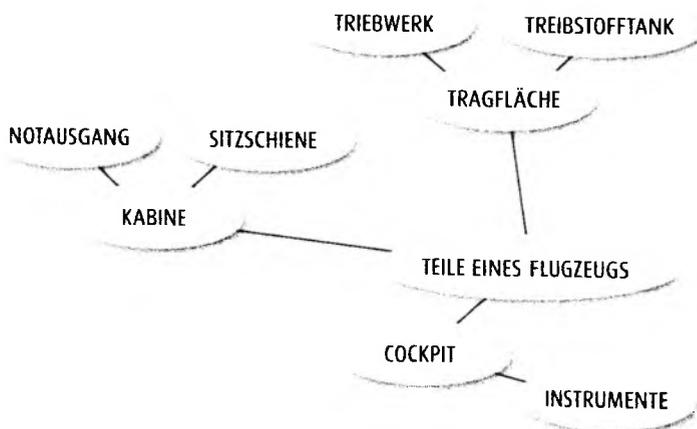 TRIEBWERK
TREIBSTOFFTANK
TRAGFLÄCHE
NOTAUSGANG
SITZSCHIENE
KABINE
TEILE EINES FLUGZEUGS
COCKPIT
INSTRUMENTE